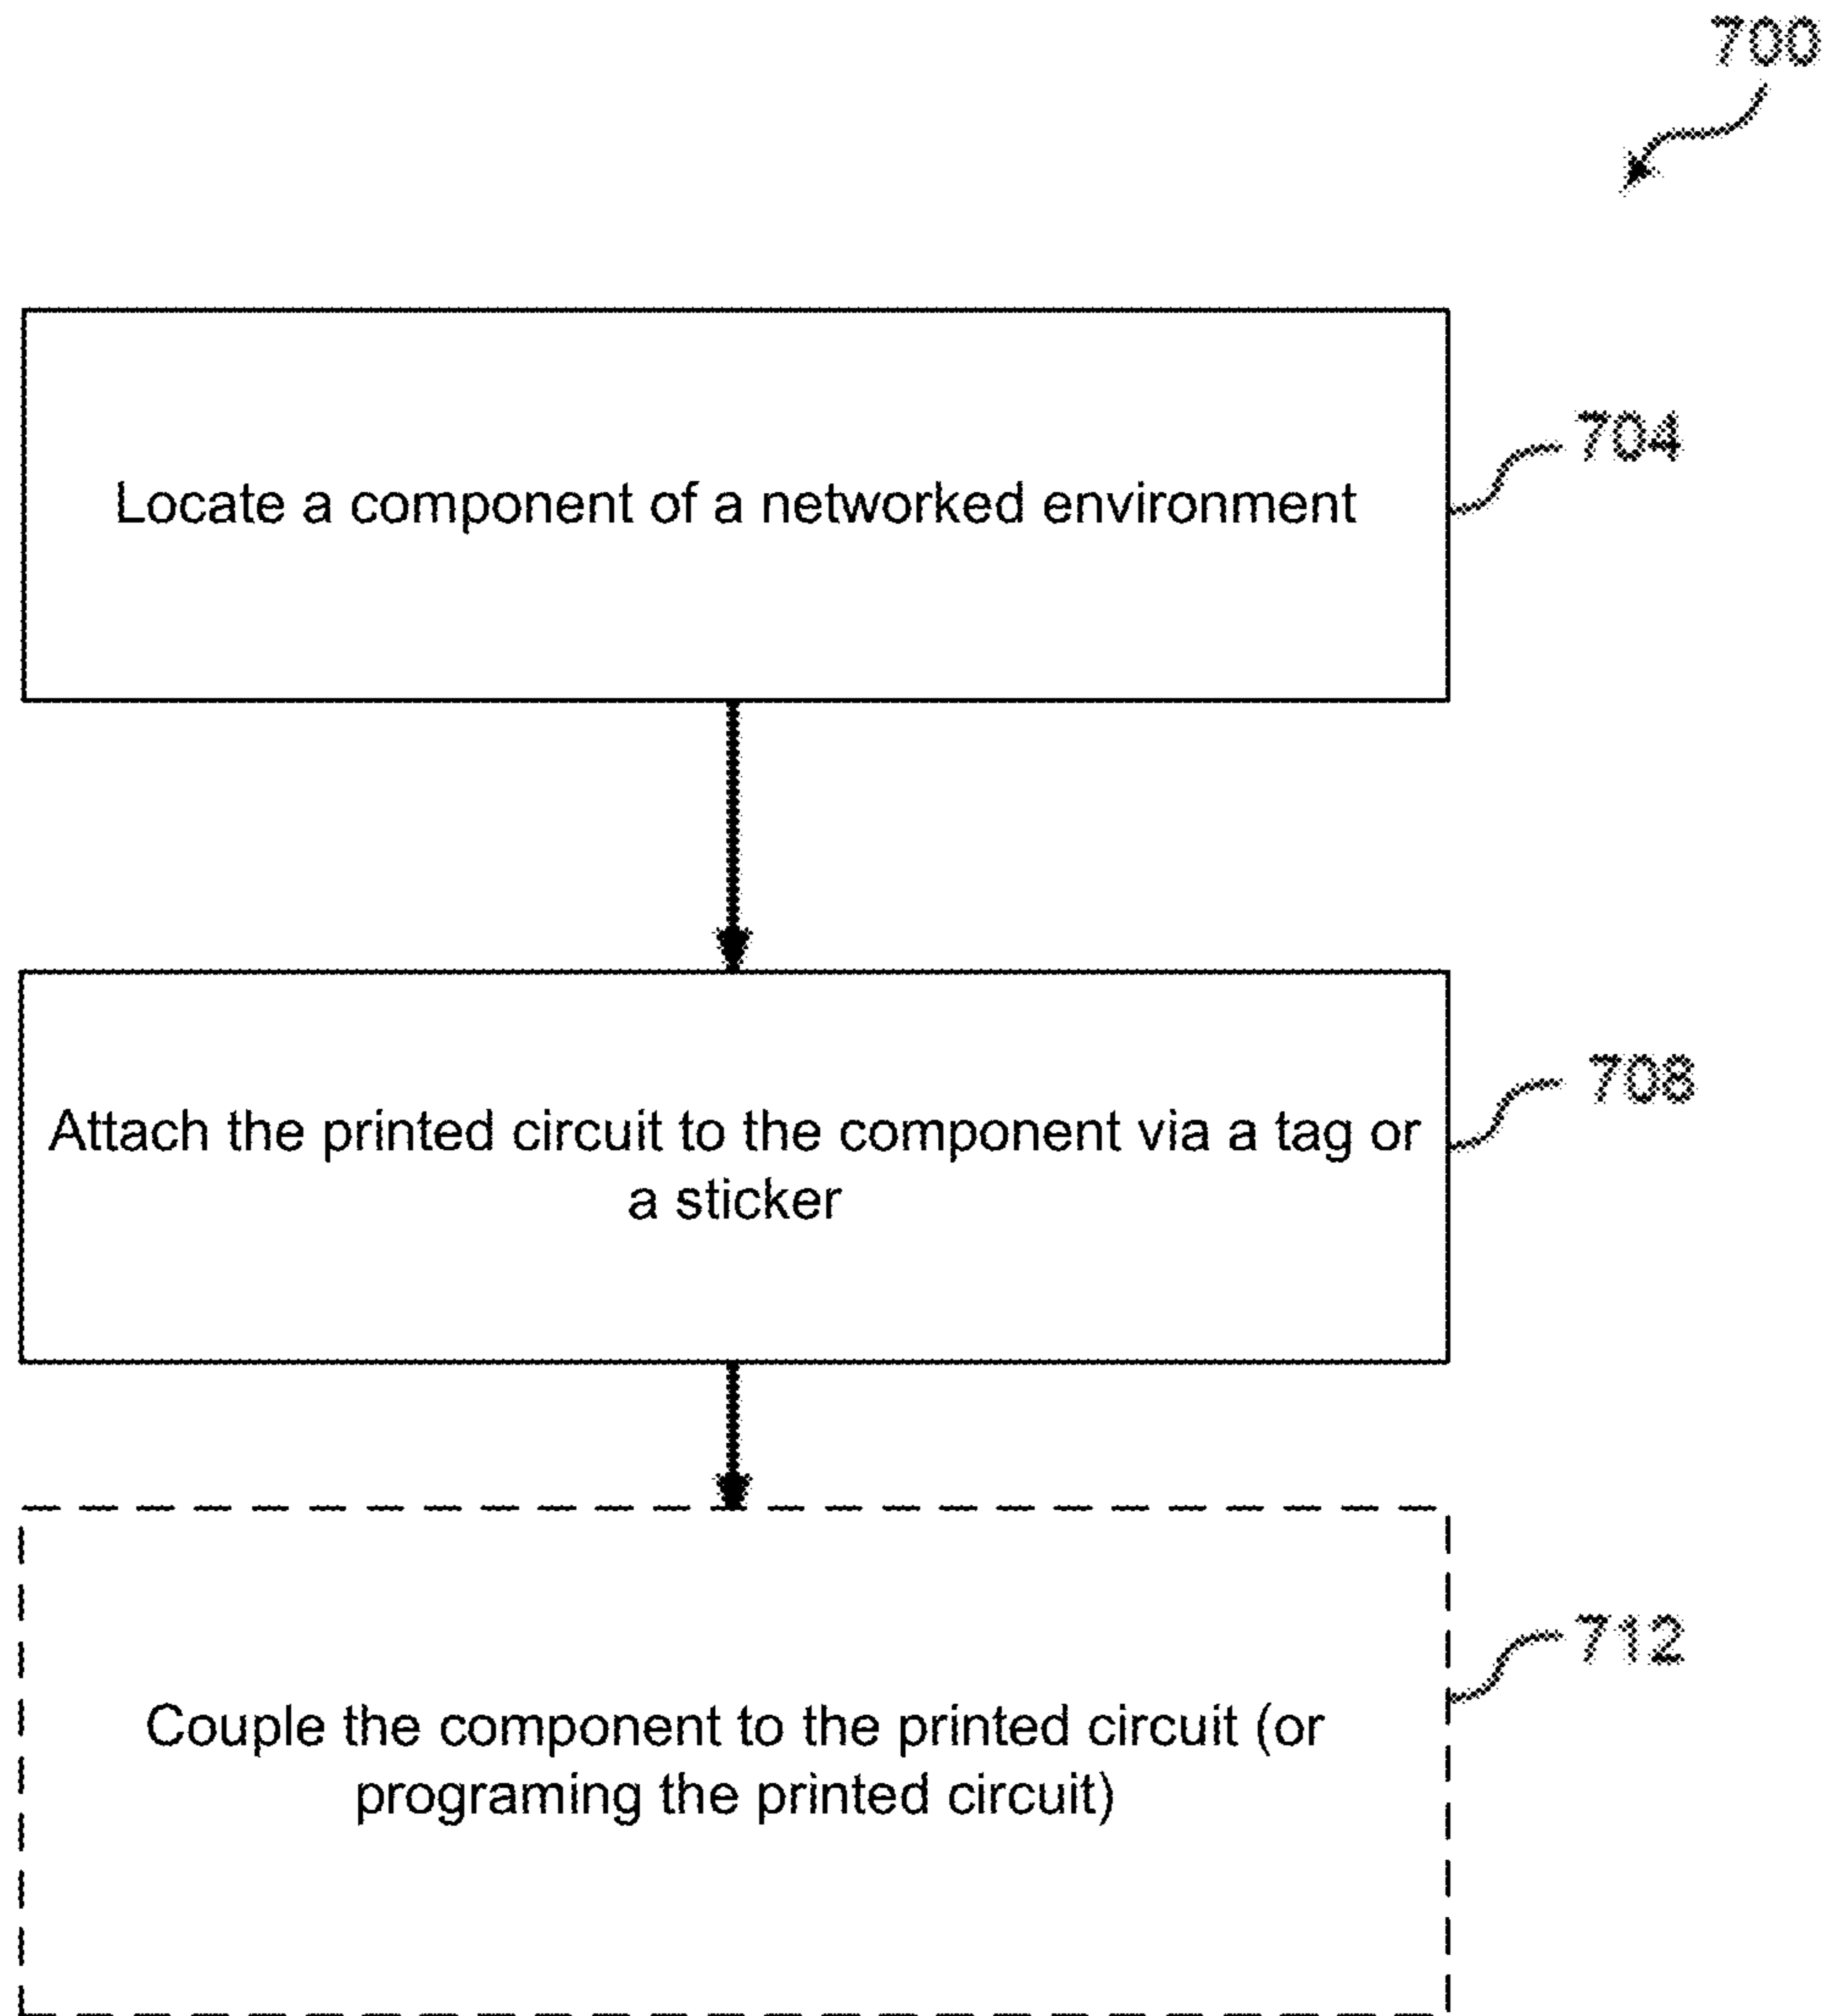 700
Locate a component of a networked environment
704
Attach the printed circuit to the component via a tag or
a sticker
708
Couple the component to the printed circuit (or
programing the printed circuit)
712